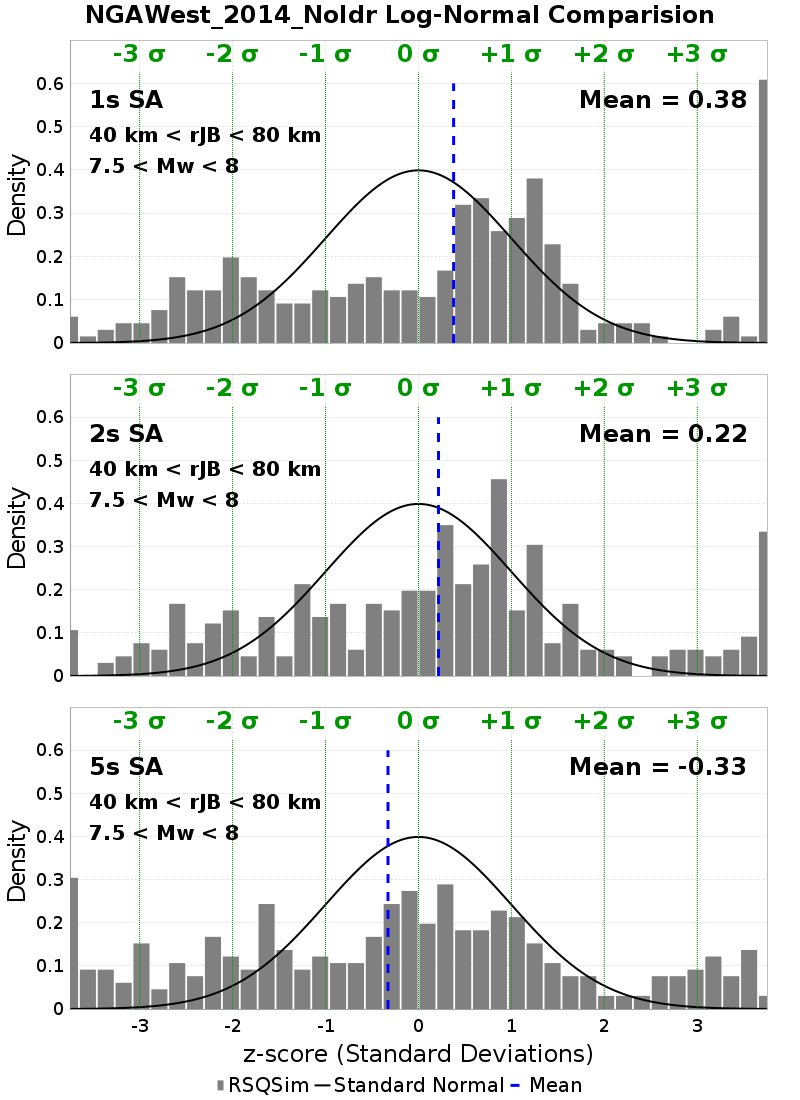 NGAWest_2014_NoIdr Log-Normal Comparision
-3 σ -2 σ -1 σ 0 σ +1 σ +2 σ +3 σ
1s SA Mean = 0.38
40 km < rJB < 80 km
7.5 < Mw < 8
Density
0.6
0.5
0.4
0.3
0.2
0.1
0
-3 σ -2 σ -1 σ 0 σ +1 σ +2 σ +3 σ
2s SA Mean = 0.22
40 km < rJB < 80 km
7.5 < Mw < 8
Density
0.6
0.5
0.4
0.3
0.2
0.1
0
-3 σ -2 σ -1 σ 0 σ +1 σ +2 σ +3 σ
5s SA Mean = -0.33
40 km < rJB < 80 km
7.5 < Mw < 8
Density
0.6
0.5
0.4
0.3
0.2
0.1
0
-3 -2 -1 0 1 2 3
z-score (Standard Deviations)
RSQSim Standard Normal Mean